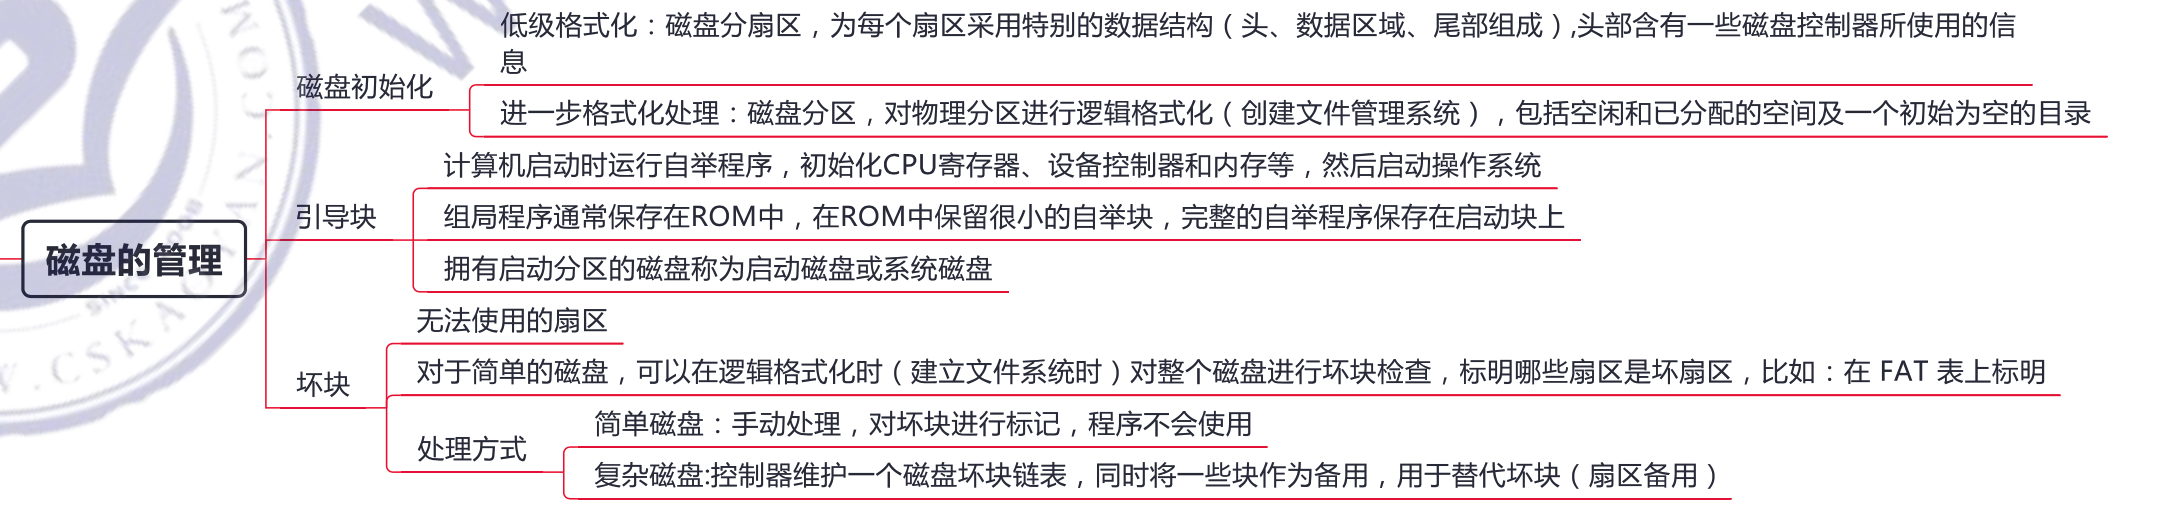 低级格式化：磁盘分扇区，为每个扇区采用特别的数据结构（头、数据区域、尾部组成）,头部含有一些磁盘控制器所使用的信
息
磁盘初始化
进一步格式化处理：磁盘分区，对物理分区进行逻辑格式化（创建文件管理系统），包括空闲和已分配的空间及一个初始为空的目录
计算机启动时运行自举程序，初始化CPU寄存器、设备控制器和内存等，然后启动操作系统
引导块
组局程序通常保存在ROM中，在ROM中保留很小的自举块，完整的自举程序保存在启动块上
磁盘的管理
拥有启动分区的磁盘称为启动磁盘或系统磁盘
无法使用的扇区
坏块
对于简单的磁盘，可以在逻辑格式化时（建立文件系统时）对整个磁盘进行坏块检查，标明哪些扇区是坏扇区，比如：在 FAT 表上标明
简单磁盘：手动处理，对坏块进行标记，程序不会使用
处理方式
复杂磁盘:控制器维护一个磁盘坏块链表，同时将一些块作为备用，用于替代坏块（扇区备用）
W.CSKAOYAN.COM